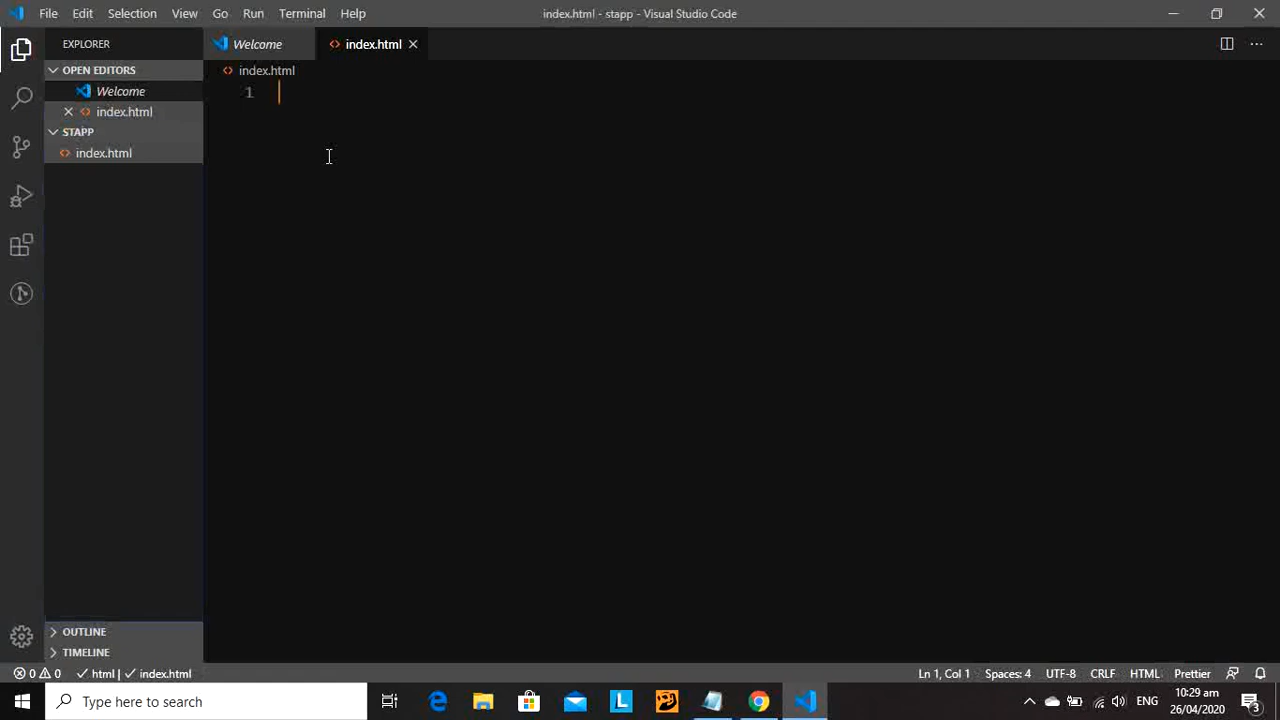 File Edit Selection View Go Run Terminal Help index.html - stapp - Visual Studio Code
EXPLORER
Welcome index.html
OPEN EDITORS
index.html
Welcome
1
index.html
STAPP
index.html
OUTLINE
TIMELINE
0 0 html | index.html Ln 1, Col 1 Spaces: 4 UTF-8 CRLF HTML Prettier
Type here to search
L
ENG
10:29 am
26/04/2020
3